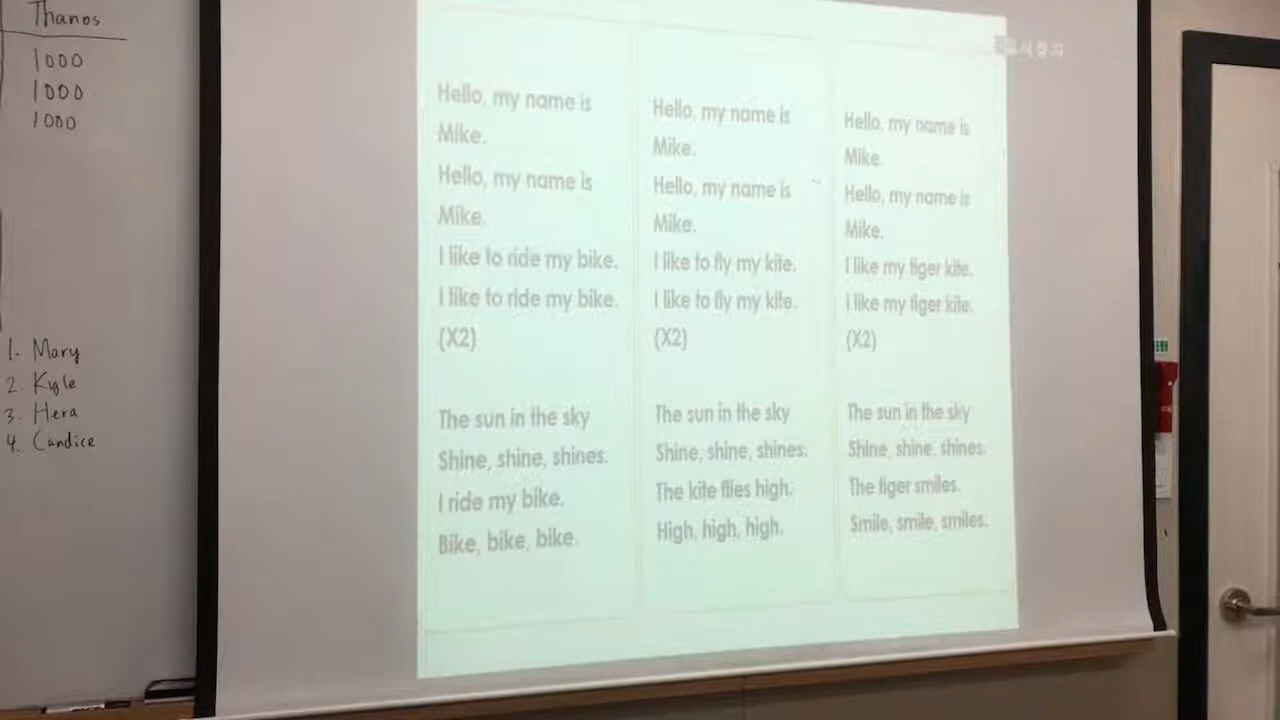 Thanos
1000
1000
1000
1. Mary
2. Kyle
3. Hera
4. Candice
Hello, my name is
Mike.
Hello, my name is
Mike.
I like to ride my bike.
I like to ride my bike.
(X2)
The sun in the sky
Shine, shine, shines.
I ride my bike.
Bike, bike, bike.
Hello, my name is
Mike.
Hello, my name is
Mike.
I like to fly my kite.
I like to fly my kite.
(X2)
The sun in the sky
Shine, shine, shines.
The kite flies high.
High, high, high.
Hello, my name is
Mike.
Hello, my name is
Mike.
I like my tiger kite.
I like my tiger kite.
(X2)
The sun in the sky
Shine, shine, shines.
The tiger smiles.
Smile, smile, smiles.